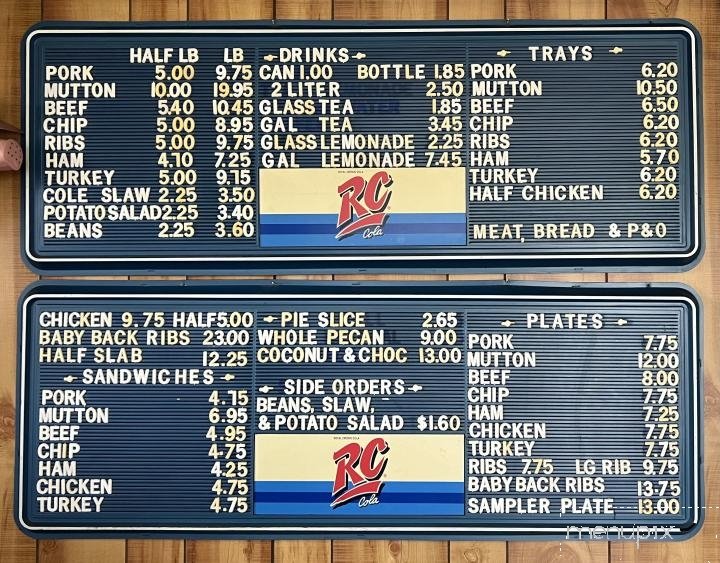 HALF LB LB
PORK 5.00 9.75
MUTTON 10.00 19.95
BEEF 5.40 10.45
CHIP 5.00 8.95
RIBS 5.00 9.75
HAM 4.10 7.25
TURKEY 5.00 9.15
COLE SLAW 2.25 3.50
POTATO SALAD 2.25 3.40
BEANS 2.25 3.60
DRINKS
CAN 1.00 BOTTLE 1.85
2 LITER 2.50
GLASS TEA 1.85
GAL TEA 3.45
GLASS LEMONADE 2.25
GAL LEMONADE 7.45
ROYAL CROWN COLA
RC
Cola
TRAYS
PORK 6.20
MUTTON 10.50
BEEF 6.50
CHIP 6.20
RIBS 6.20
HAM 5.70
TURKEY 6.20
HALF CHICKEN 6.20
MEAT, BREAD & P&O
CHICKEN 9.75 HALF 5.00
BABY BACK RIBS 23.00
HALF SLAB 12.25
SANDWICHES
PORK 4.15
MUTTON 6.95
BEEF 4.95
CHIP 4.75
HAM 4.25
CHICKEN 4.75
TURKEY 4.75
PIE SLICE 2.65
WHOLE PECAN 9.00
COCONUT & CHOC 13.00
SIDE ORDERS
BEANS, SLAW,
& POTATO SALAD $1.60
ROYAL CROWN COLA
RC
Cola
PLATES
PORK 7.75
MUTTON 12.00
BEEF 8.00
CHIP 7.75
HAM 7.25
CHICKEN 7.75
TURKEY 7.75
RIBS 7.75 LG RIB 9.75
BABY BACK RIBS 13.75
SAMPLER PLATE 13.00
menupix